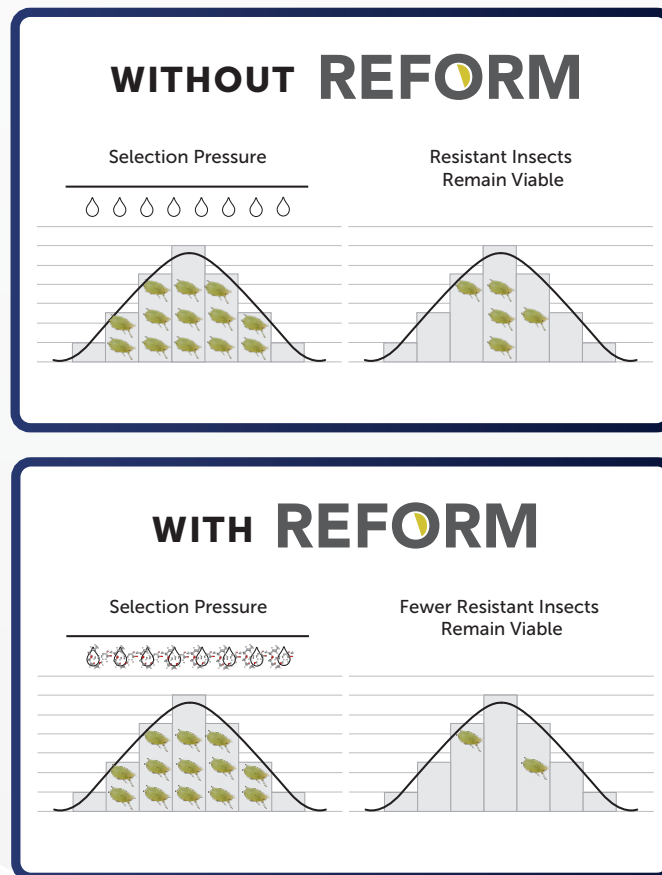 WITHOUT REFORM
Selection Pressure
Resistant Insects
Remain Viable
WITH REFORM
Selection Pressure
Fewer Resistant Insects
Remain Viable